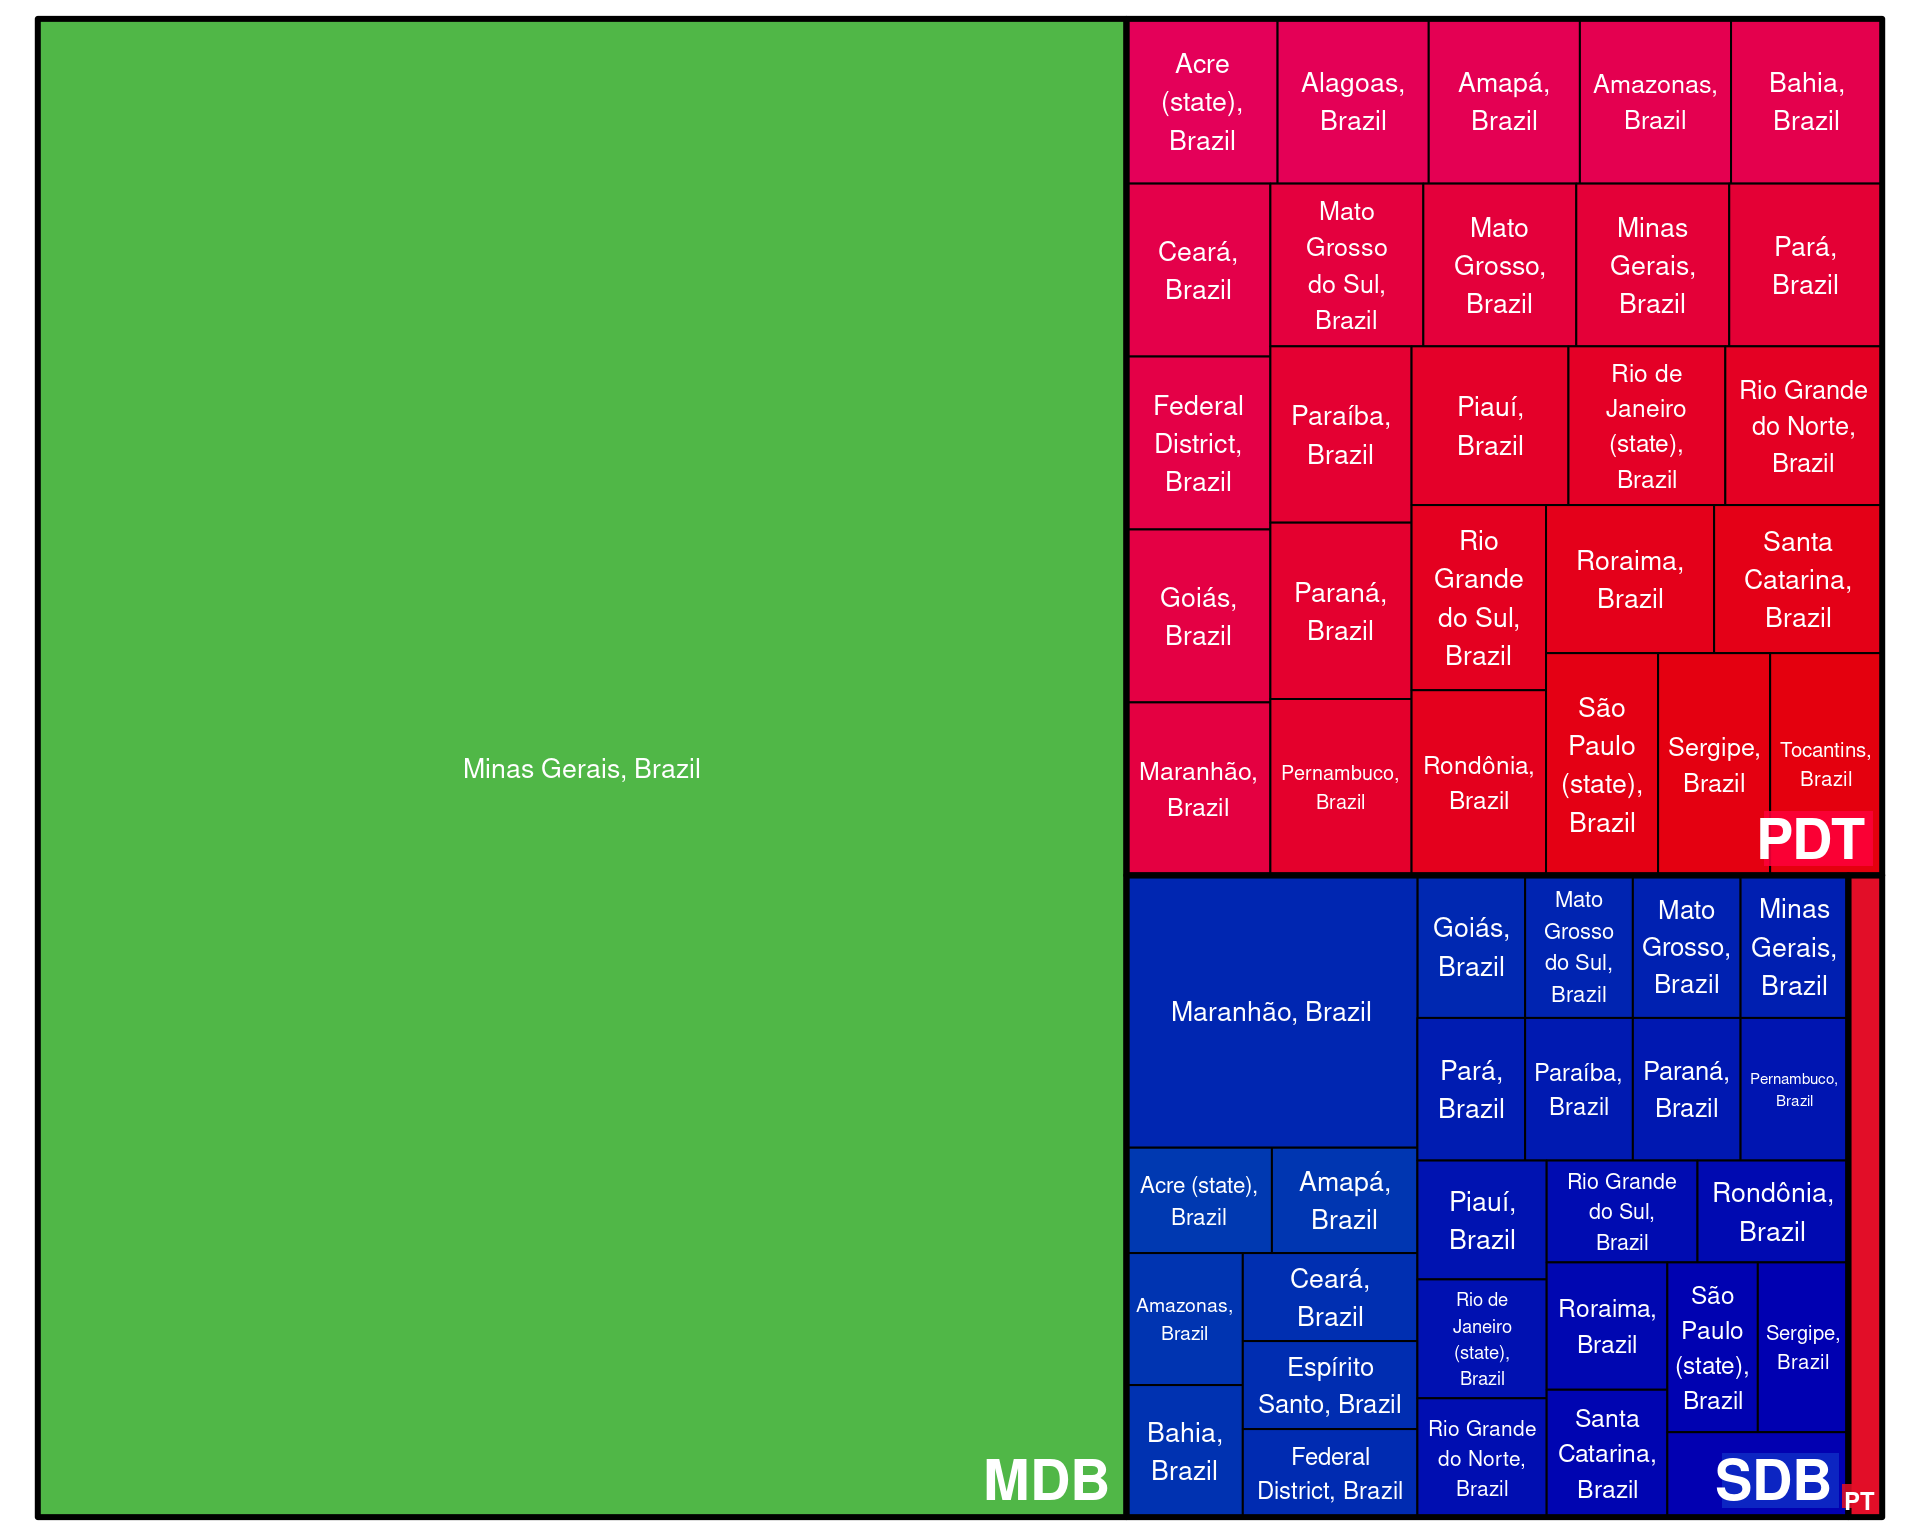 Minas Gerais, Brazil
MDB
Acre
(state),
Brazil
Alagoas,
Brazil
Amapá,
Brazil
Amazonas,
Brazil
Bahia,
Brazil
Ceará,
Brazil
Mato
Grosso
do Sul,
Brazil
Mato
Grosso,
Brazil
Minas
Gerais,
Brazil
Pará,
Brazil
Federal
District,
Brazil
Paraíba,
Brazil
Piauí,
Brazil
Rio de
Janeiro
(state),
Brazil
Rio Grande
do Norte,
Brazil
Goiás,
Brazil
Paraná,
Brazil
Rio
Grande
do Sul,
Brazil
Roraima,
Brazil
Santa
Catarina,
Brazil
Maranhão,
Brazil
Pernambuco,
Brazil
Rondônia,
Brazil
São
Paulo
(state),
Brazil
Sergipe,
Brazil
Tocantins,
Brazil
PDT
Maranhão, Brazil
Goiás,
Brazil
Mato
Grosso
do Sul,
Brazil
Mato
Grosso,
Brazil
Minas
Gerais,
Brazil
Pará,
Brazil
Paraíba,
Brazil
Paraná,
Brazil
Pernambuco,
Brazil
Acre (state),
Brazil
Amapá,
Brazil
Piauí,
Brazil
Rio Grande
do Sul,
Brazil
Rondônia,
Brazil
Amazonas,
Brazil
Ceará,
Brazil
Rio de
Janeiro
(state),
Brazil
Roraima,
Brazil
São
Paulo
(state),
Brazil
Sergipe,
Brazil
Espírito
Santo, Brazil
Bahia,
Brazil
Federal
District, Brazil
Rio Grande
do Norte,
Brazil
Santa
Catarina,
Brazil
SDB
PT